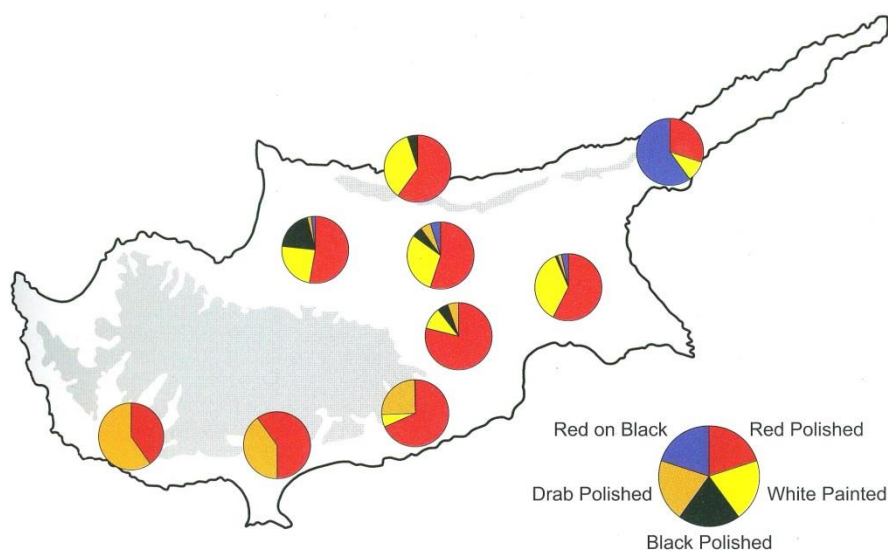 Red on Black
Red Polished
Drab Polished
White Painted
Black Polished